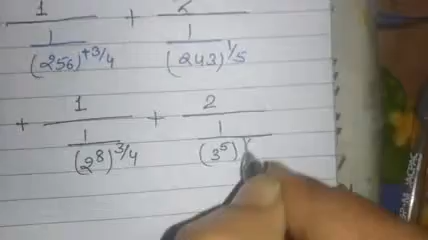 1 + 2
1 1
(256)^{+3/4} (243)^{1/5}
+ 1 + 2
1 1
(2^8)^{3/4} (3^5)